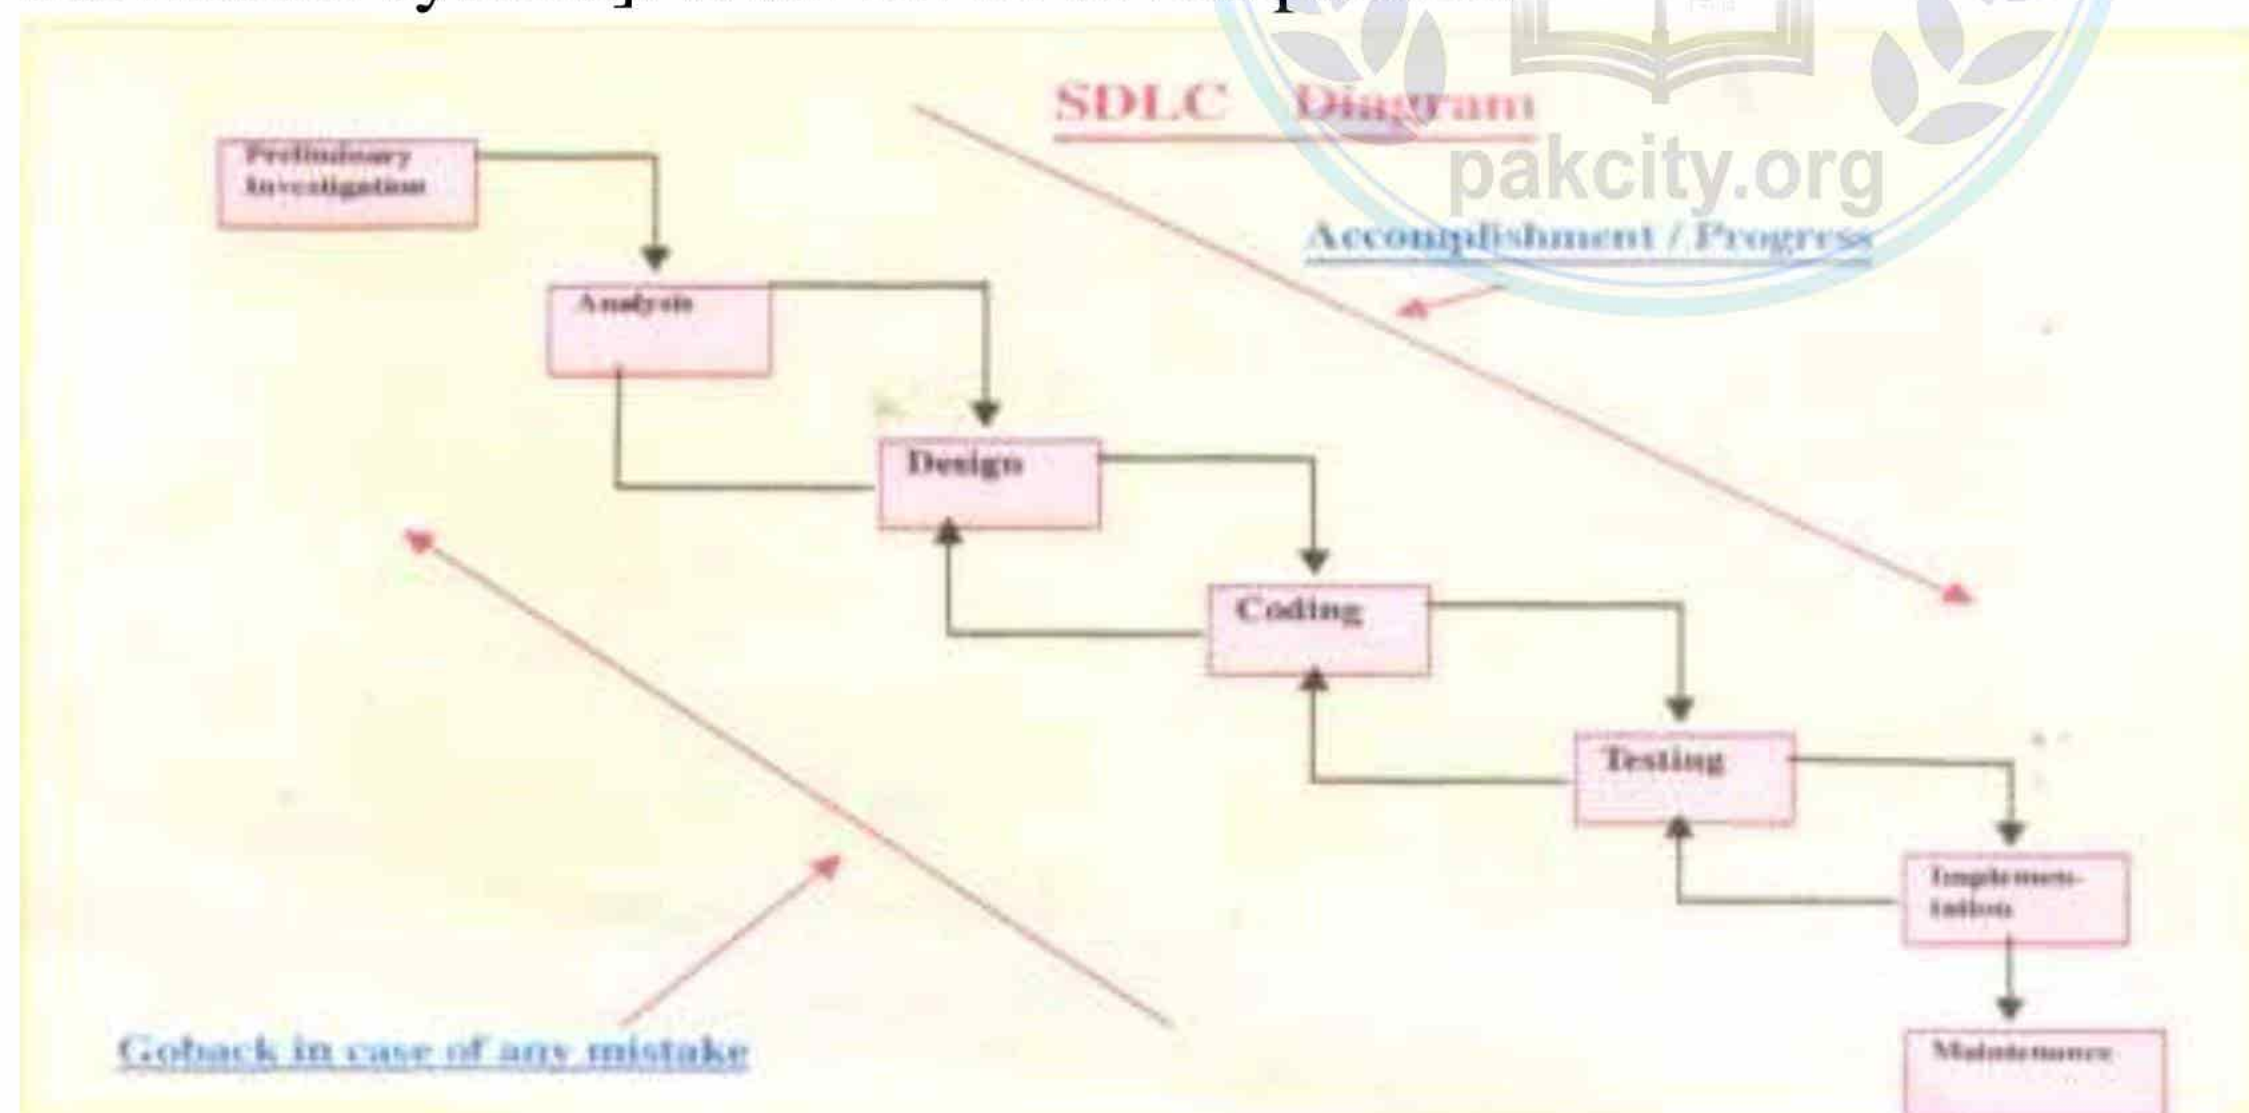 SDLC Diagram
pakcity.org
Preliminary
Investigation
Accomplishment / Progress
Analysis
Design
Coding
Testing
Implemen-
tation
Goback in case of any mistake
Maintenance